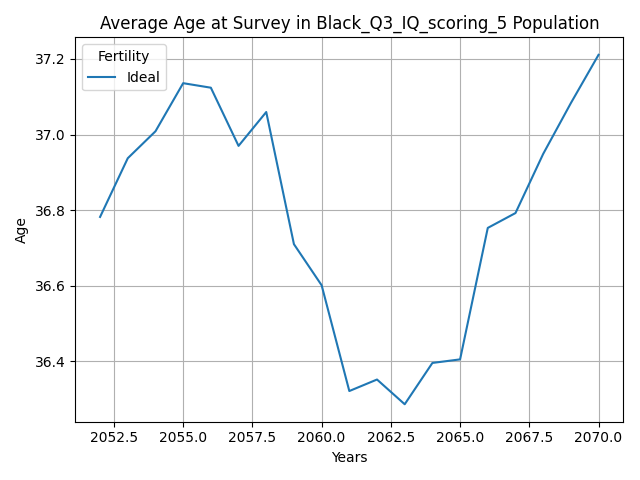 Average Age at Survey in Black_Q3_IQ_scoring_5 Population
Fertility
Ideal
37.2
37.0
36.8
36.6
36.4
Age
2052.5 2055.0 2057.5 2060.0 2062.5 2065.0 2067.5 2070.0
Years